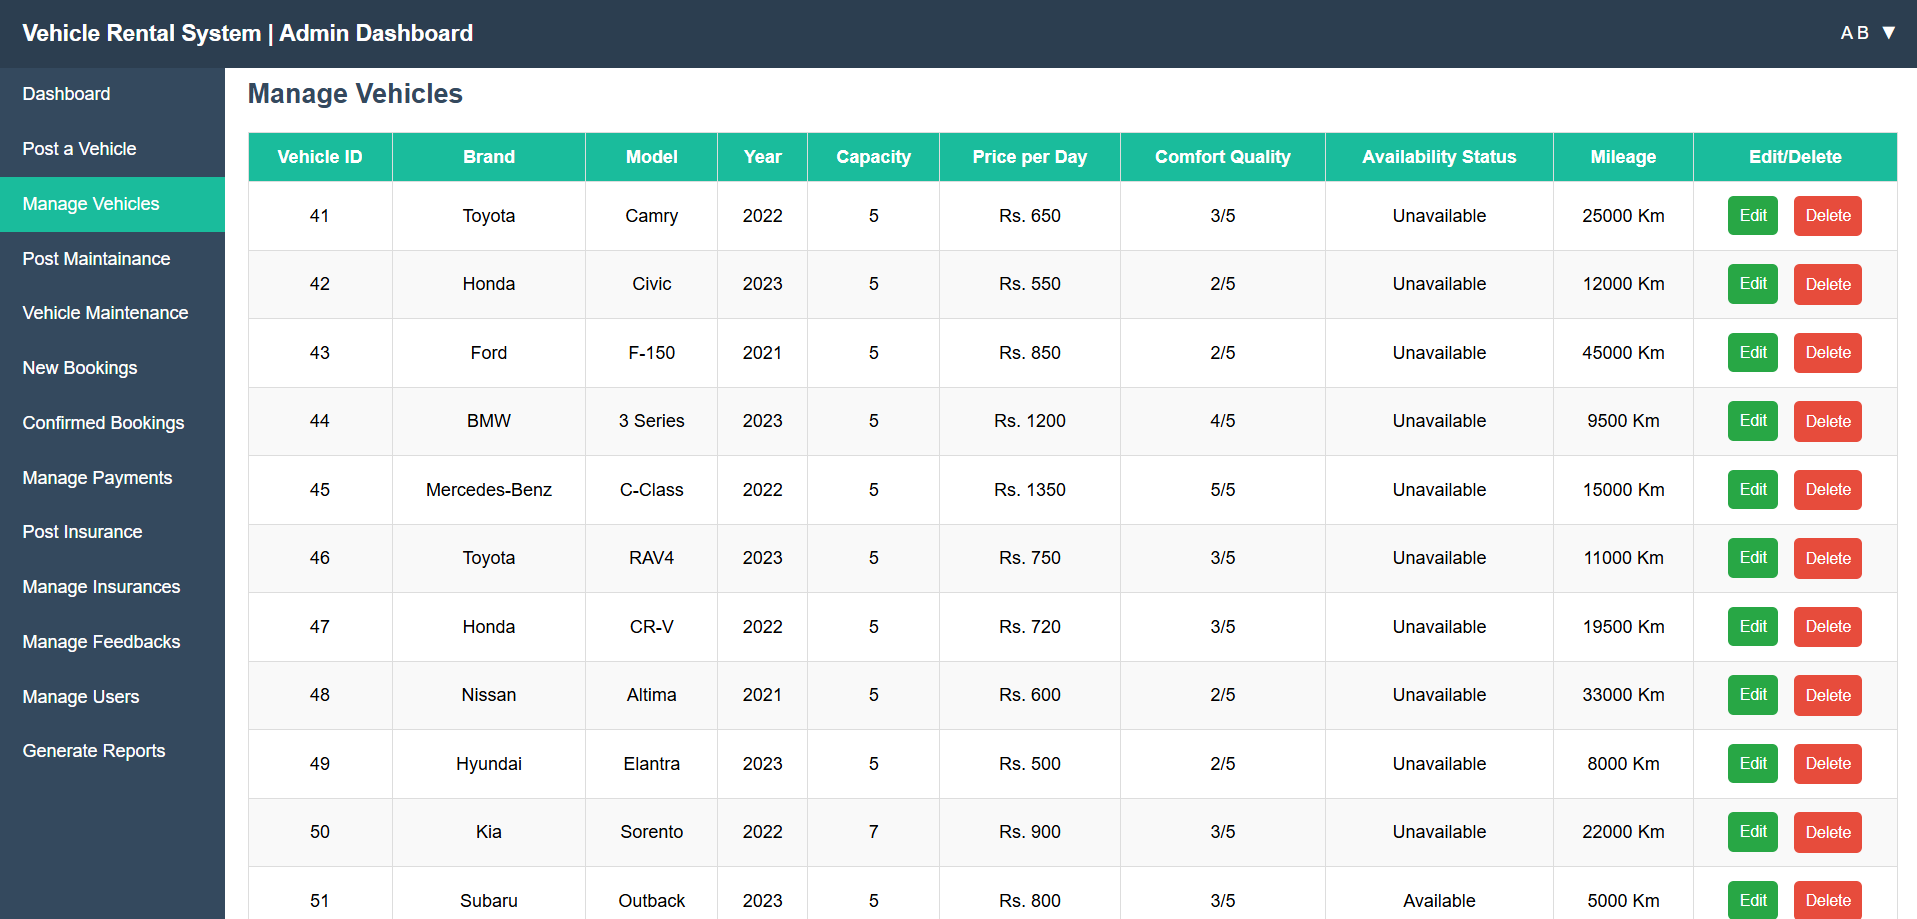 Vehicle Rental System | Admin Dashboard
A B ▼
Dashboard
Post a Vehicle
Manage Vehicles
Post Maintainance
Vehicle Maintenance
New Bookings
Confirmed Bookings
Manage Payments
Post Insurance
Manage Insurances
Manage Feedbacks
Manage Users
Generate Reports
Manage Vehicles
Vehicle ID Brand Model Year Capacity Price per Day Comfort Quality Availability Status Mileage Edit/Delete
41 Toyota Camry 2022 5 Rs. 650 3/5 Unavailable 25000 Km Edit Delete
42 Honda Civic 2023 5 Rs. 550 2/5 Unavailable 12000 Km Edit Delete
43 Ford F-150 2021 5 Rs. 850 2/5 Unavailable 45000 Km Edit Delete
44 BMW 3 Series 2023 5 Rs. 1200 4/5 Unavailable 9500 Km Edit Delete
45 Mercedes-Benz C-Class 2022 5 Rs. 1350 5/5 Unavailable 15000 Km Edit Delete
46 Toyota RAV4 2023 5 Rs. 750 3/5 Unavailable 11000 Km Edit Delete
47 Honda CR-V 2022 5 Rs. 720 3/5 Unavailable 19500 Km Edit Delete
48 Nissan Altima 2021 5 Rs. 600 2/5 Unavailable 33000 Km Edit Delete
49 Hyundai Elantra 2023 5 Rs. 500 2/5 Unavailable 8000 Km Edit Delete
50 Kia Sorento 2022 7 Rs. 900 3/5 Unavailable 22000 Km Edit Delete
51 Subaru Outback 2023 5 Rs. 800 3/5 Available 5000 Km Edit Delete